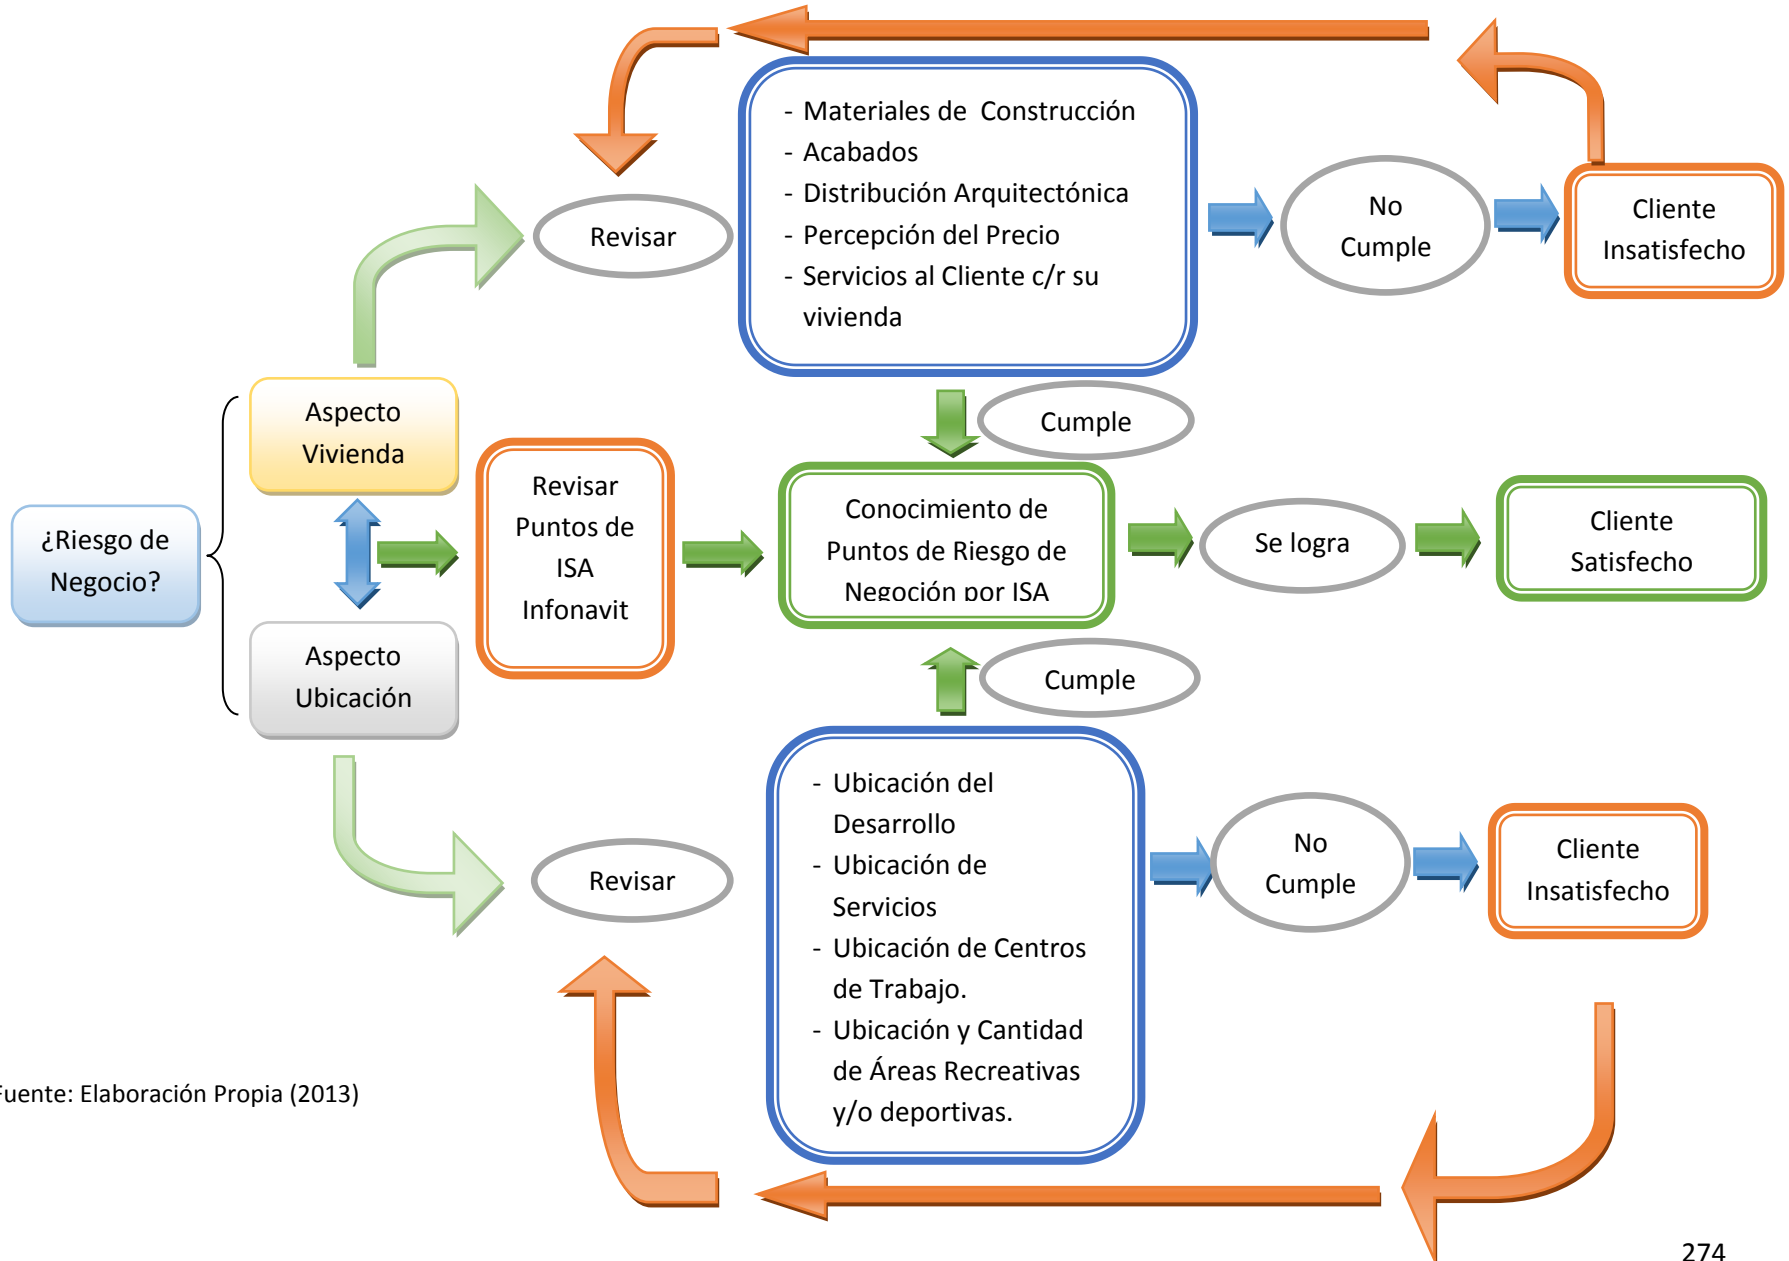 - Materiales de Construcción
- Acabados
- Distribución Arquitectónica
- Percepción del Precio
- Servicios al Cliente c/r su
vivienda
Revisar
No
Cumple
Cliente
Insatisfecho
Aspecto
Vivienda
Cumple
¿Riesgo de
Negocio?
Revisar
Puntos de
ISA
Infonavit
Conocimiento de
Puntos de Riesgo de
Negoción por ISA
Se logra
Cliente
Satisfecho
Aspecto
Ubicación
Cumple
Revisar
- Ubicación del
Desarrollo
- Ubicación de
Servicios
- Ubicación de Centros
de Trabajo.
- Ubicación y Cantidad
de Áreas Recreativas
y/o deportivas.
No
Cumple
Cliente
Insatisfecho
Fuente: Elaboración Propia (2013)
274